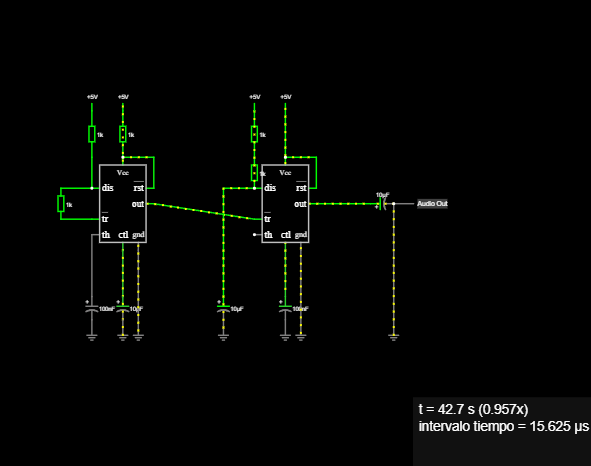 +5V +5V +5V +5V
1k 1k 1k
Vcc Vcc
1k
dis rst dis rst
10µF
1k out out Audio Out
tr tr
th ctl gnd th ctl gnd
+ + + +
100nF 10µF 10µF 100nF
t = 42.7 s (0.957x)
intervalo tiempo = 15.625 µs